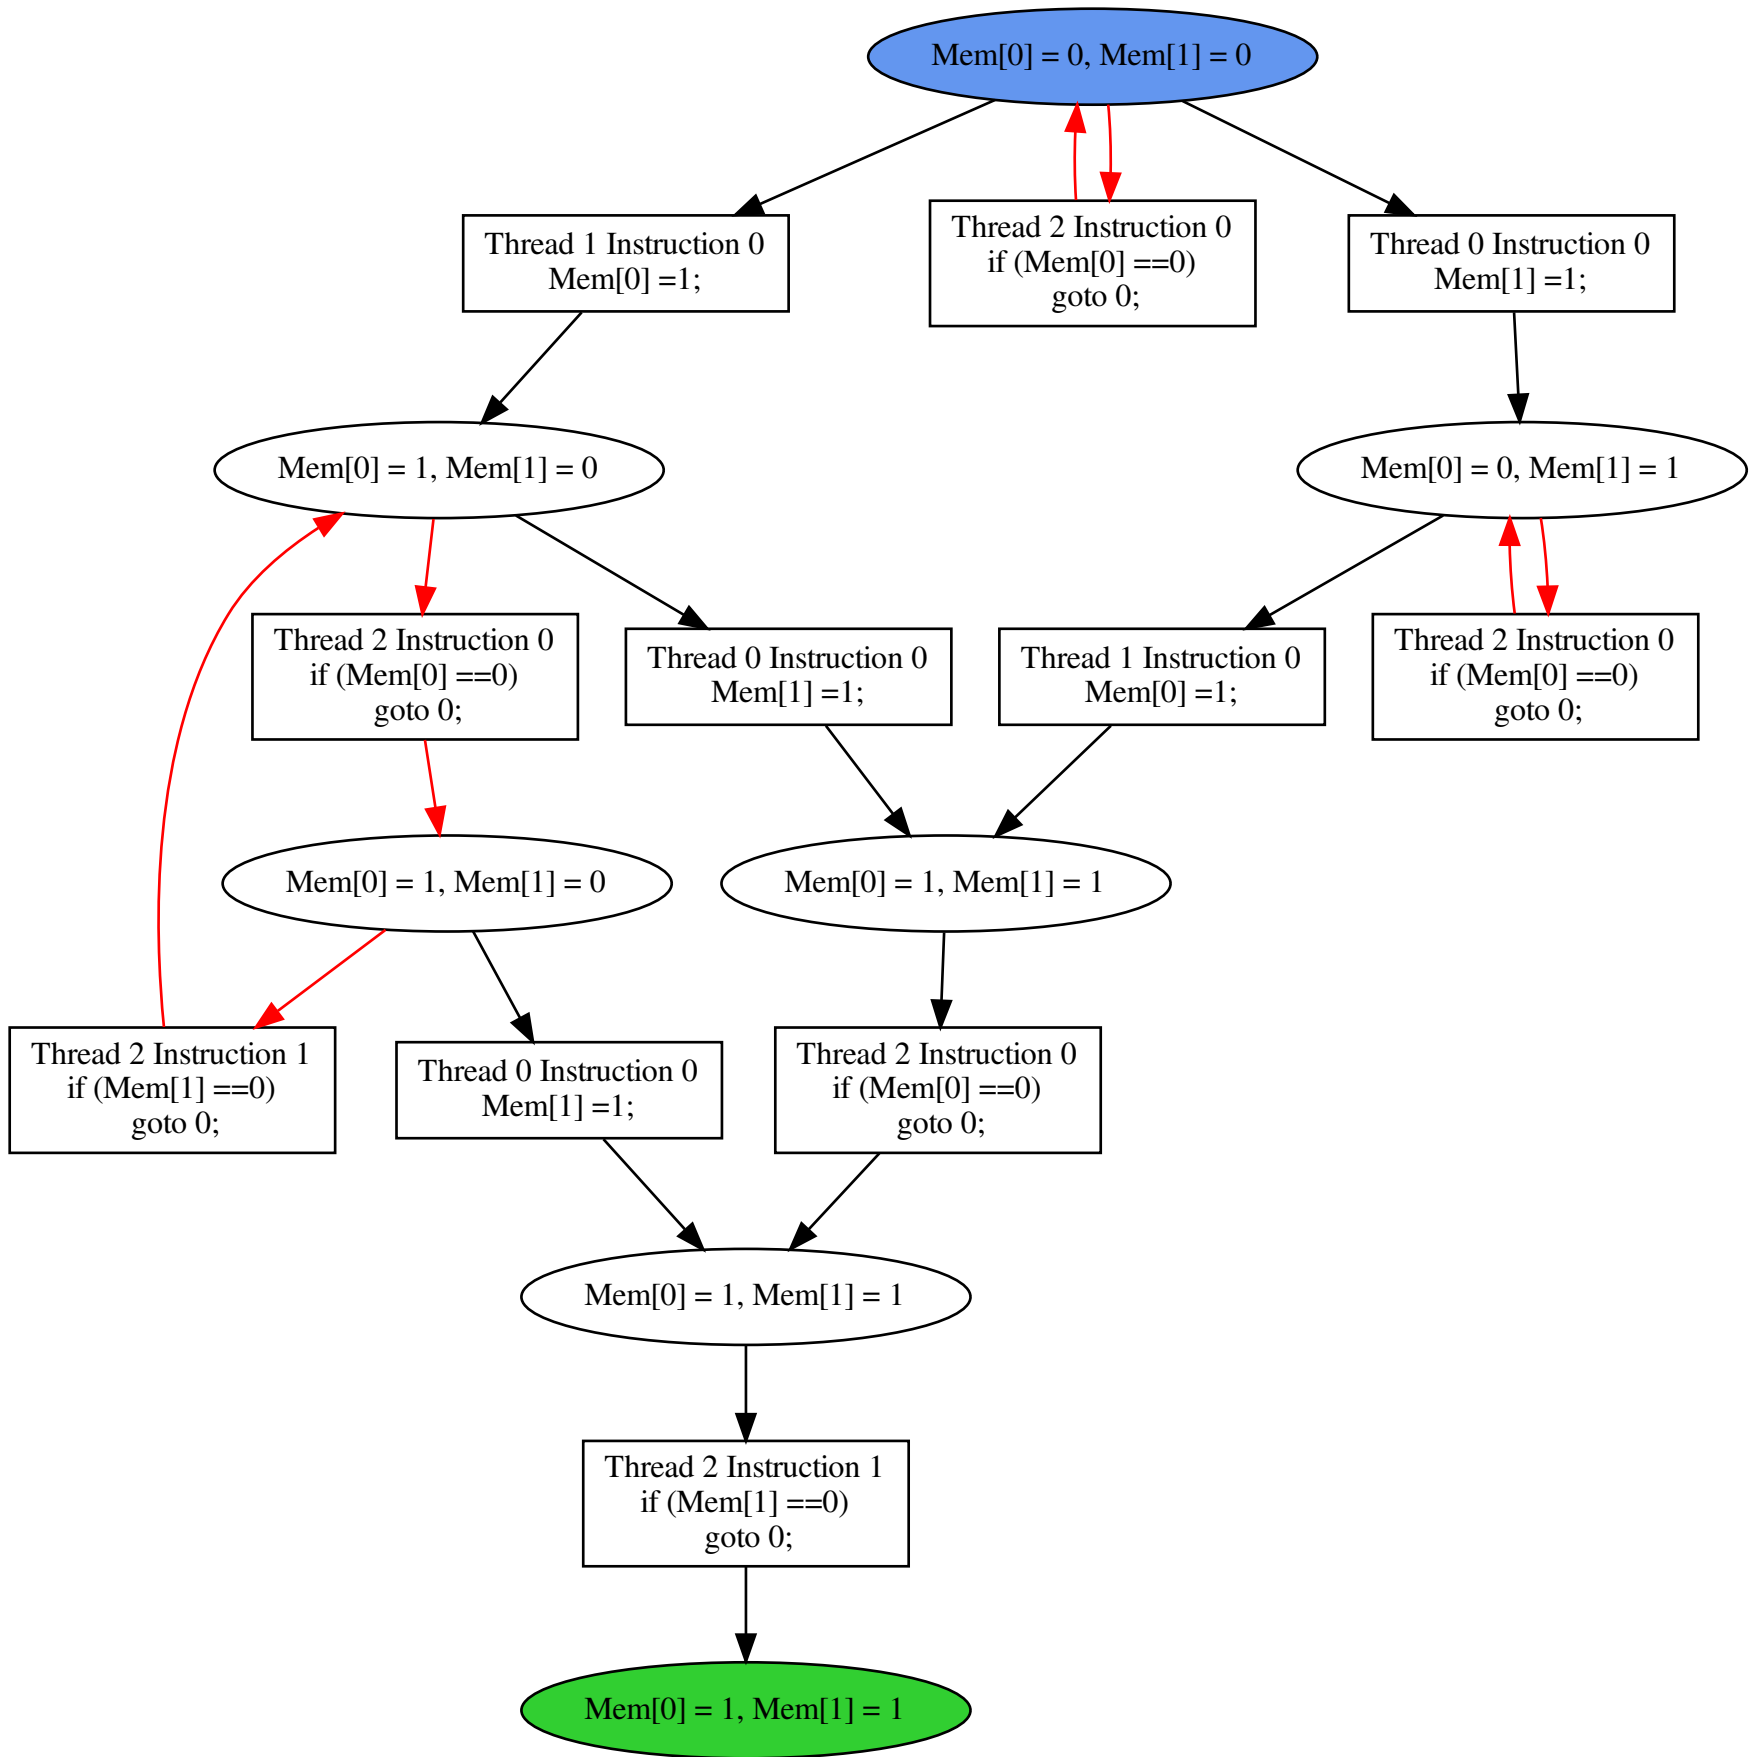 Mem[0] = 0, Mem[1] = 0
Thread 1 Instruction 0
Mem[0] =1;
Thread 2 Instruction 0
if (Mem[0] ==0)
goto 0;
Thread 0 Instruction 0
Mem[1] =1;
Mem[0] = 1, Mem[1] = 0
Mem[0] = 0, Mem[1] = 1
Thread 2 Instruction 0
if (Mem[0] ==0)
goto 0;
Thread 0 Instruction 0
Mem[1] =1;
Thread 1 Instruction 0
Mem[0] =1;
Thread 2 Instruction 0
if (Mem[0] ==0)
goto 0;
Mem[0] = 1, Mem[1] = 0
Mem[0] = 1, Mem[1] = 1
Thread 2 Instruction 1
if (Mem[1] ==0)
goto 0;
Thread 0 Instruction 0
Mem[1] =1;
Thread 2 Instruction 0
if (Mem[0] ==0)
goto 0;
Mem[0] = 1, Mem[1] = 1
Thread 2 Instruction 1
if (Mem[1] ==0)
goto 0;
Mem[0] = 1, Mem[1] = 1